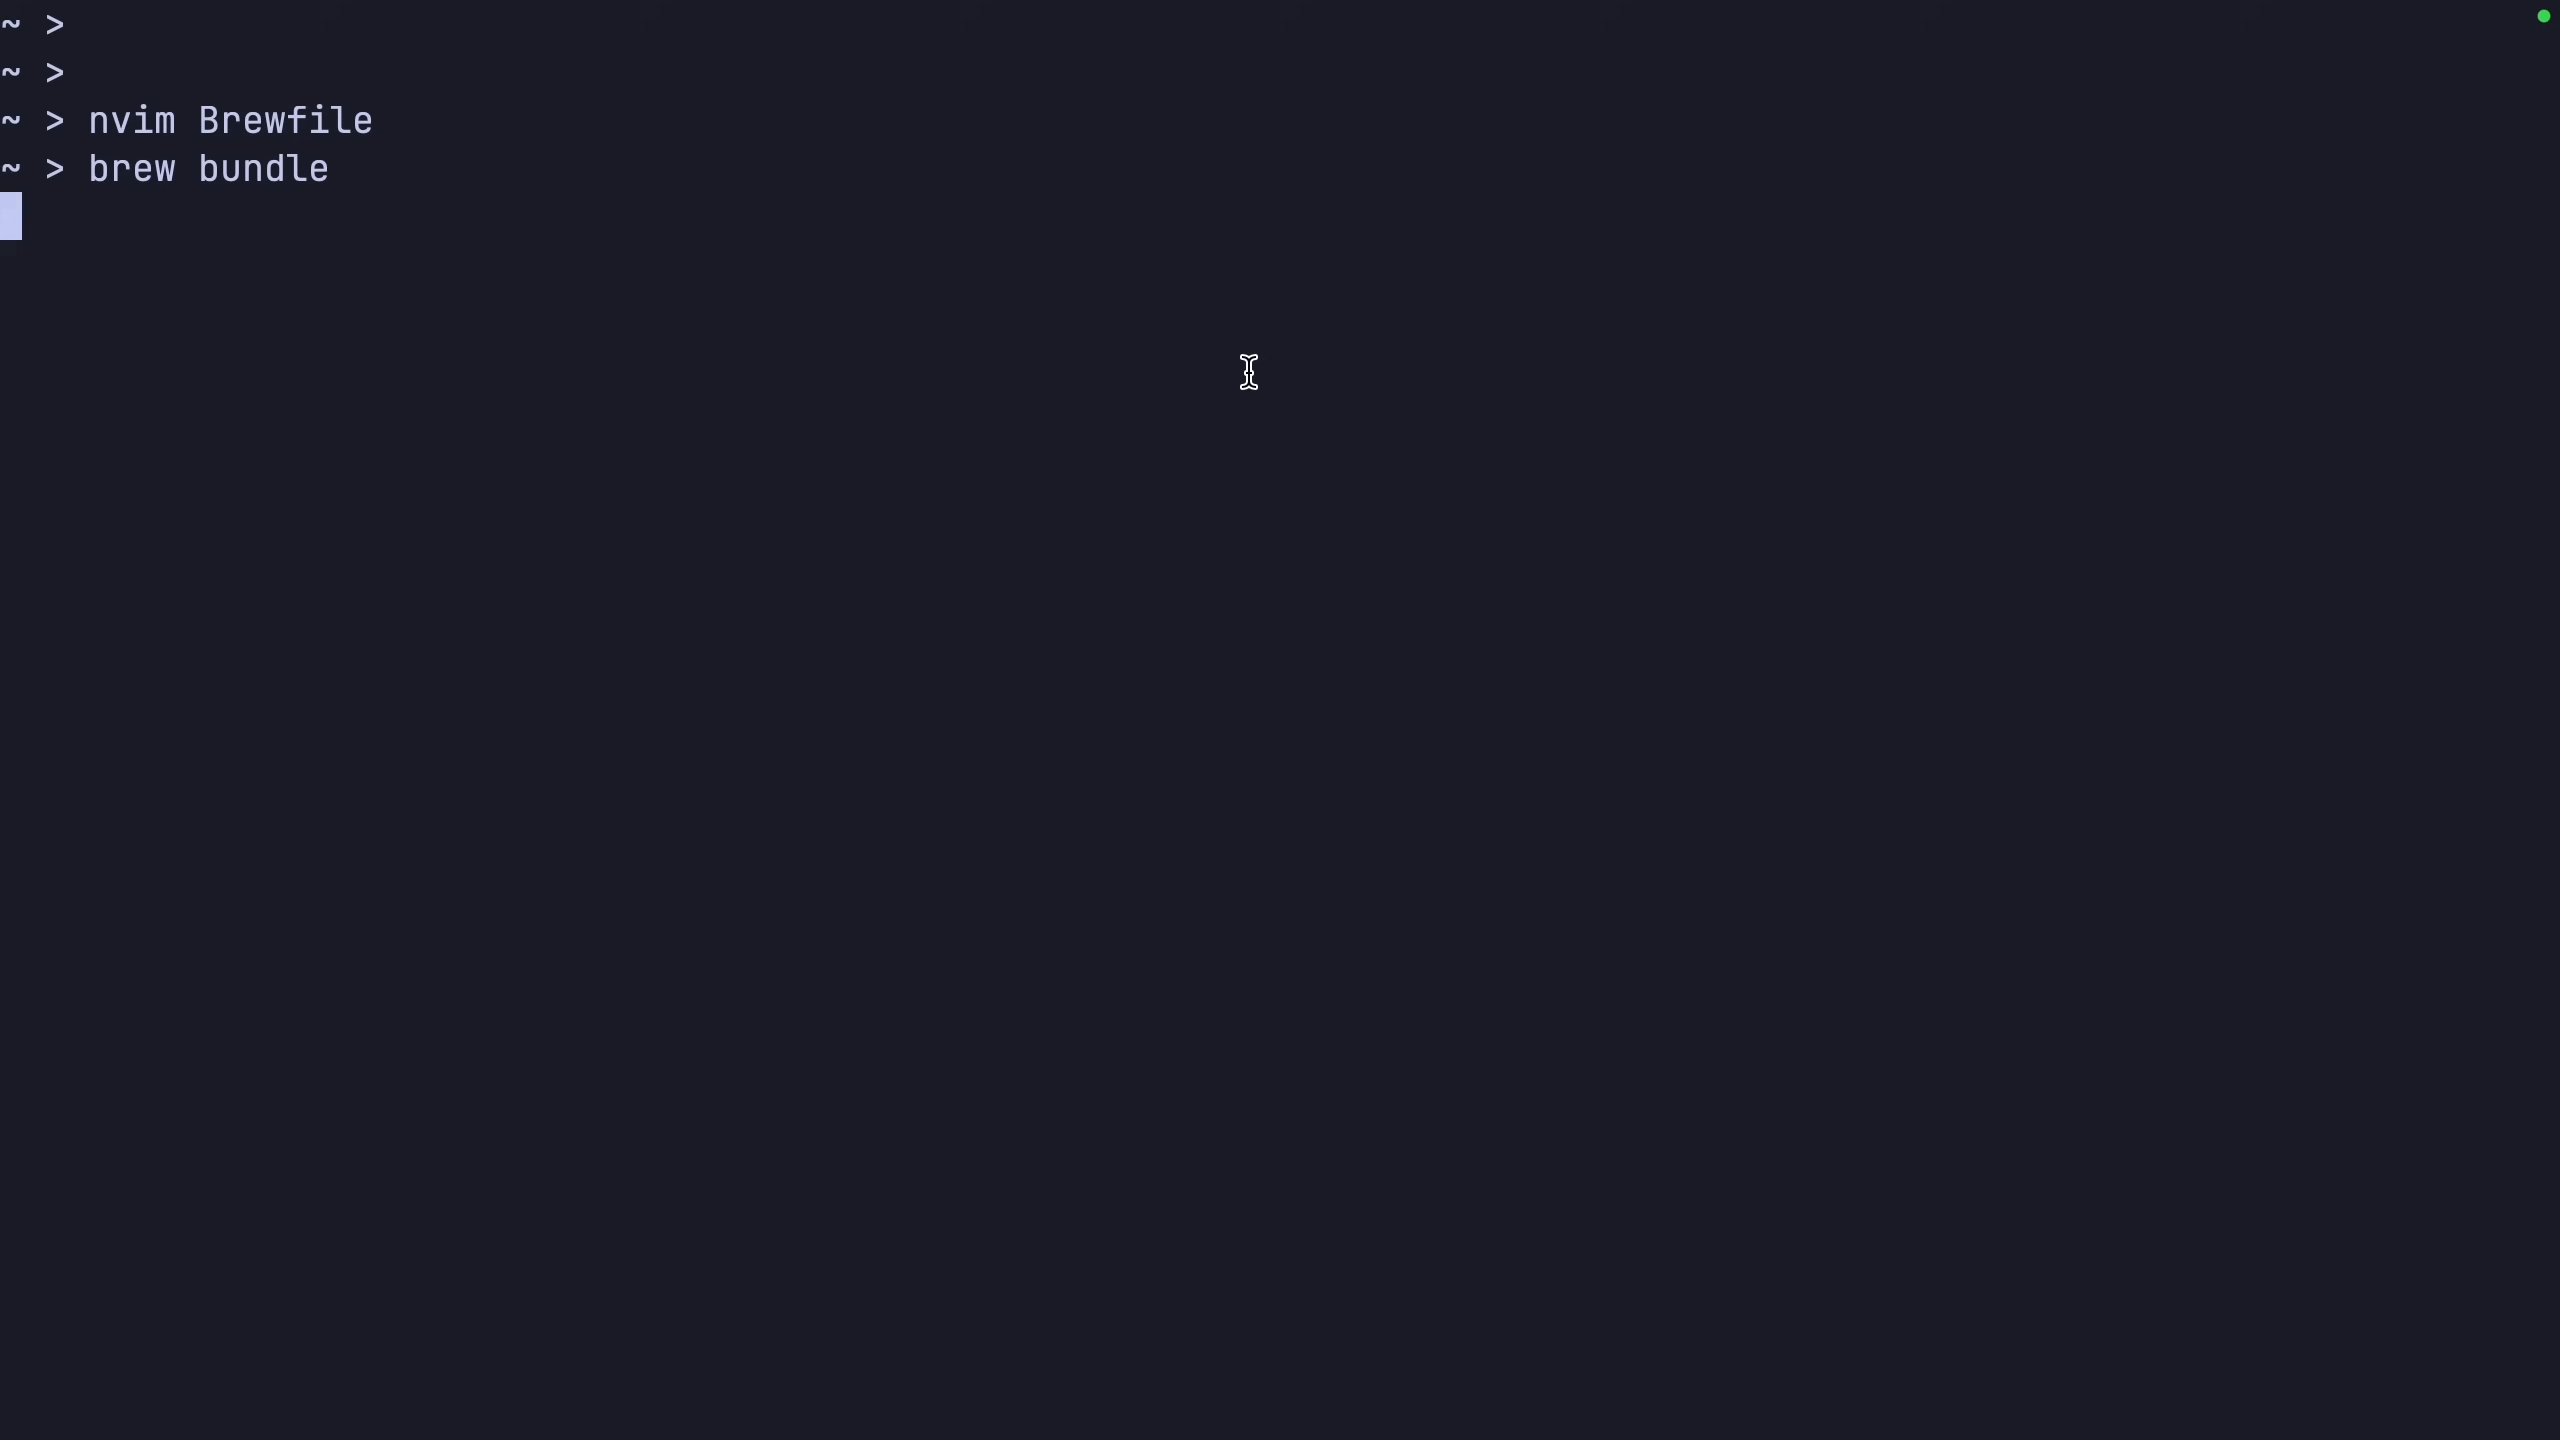 ~ >
~ >
~ > nvim Brewfile
~ > brew bundle